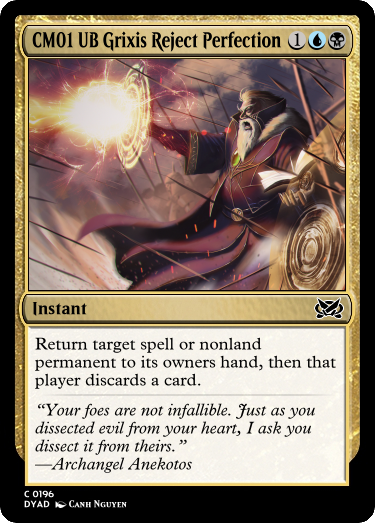 CM01 UB Grixis Reject Perfection 1
Instant
Return target spell or nonland
permanent to its owners hand, then that
player discards a card.
“Your foes are not infallible. Just as you
dissected evil from your heart, I ask you
dissect it from theirs.”
—Archangel Anekotos
C 0196
DYAD Canh Nguyen